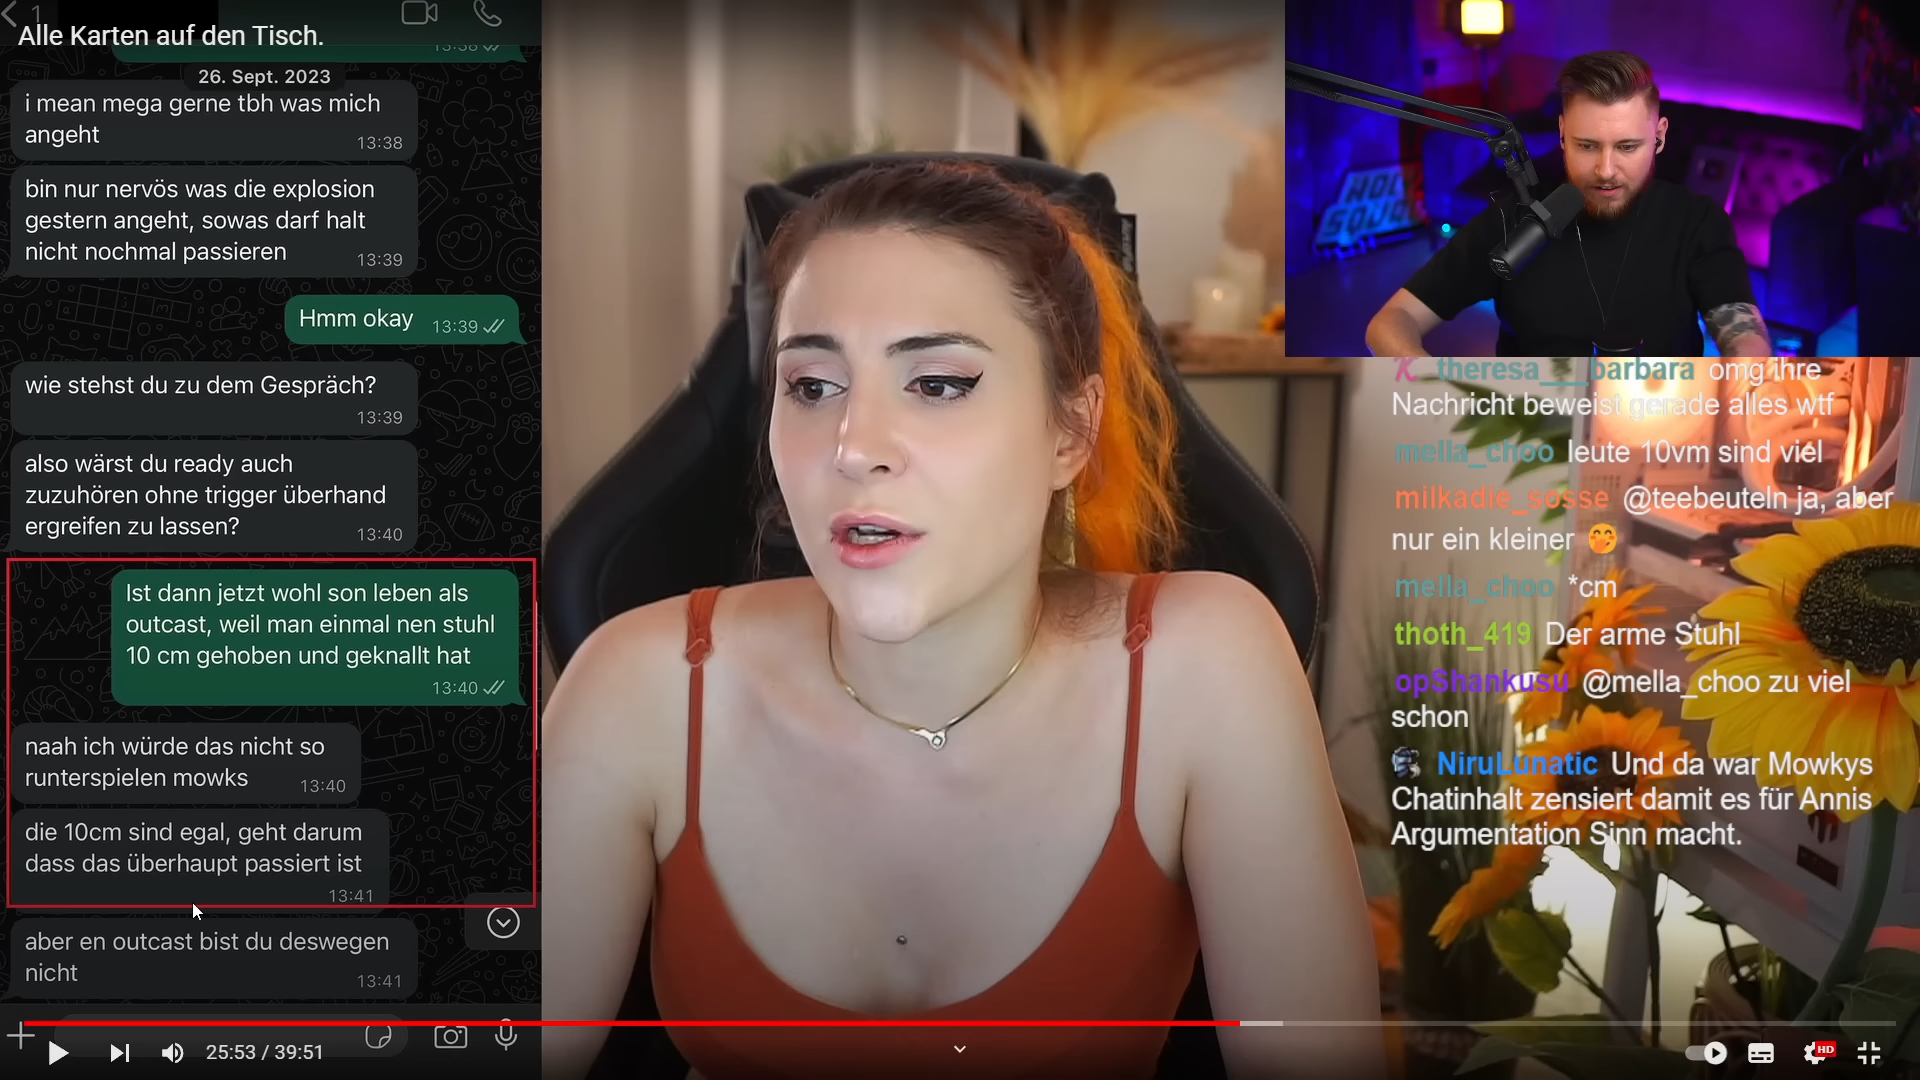 1
Alle Karten auf den Tisch.
13:38
26. Sept. 2023
i mean mega gerne tbh was mich
angeht
13:38
bin nur nervös was die explosion
gestern angeht, sowas darf halt
nicht nochmal passieren
13:39
Hmm okay
13:39
wie stehst du zu dem Gespräch?
13:39
also wärst du ready auch
zuzuhören ohne trigger überhand
ergreifen zu lassen?
13:40
Ist dann jetzt wohl son leben als
outcast, weil man einmal nen stuhl
10 cm gehoben und geknallt hat
13:40
naah ich würde das nicht so
runterspielen mowks
13:40
die 10cm sind egal, geht darum
dass das überhaupt passiert ist
13:41
aber en outcast bist du deswegen
nicht
13:41
25:53 / 39:51
theresa___barbara omg ihre
Nachricht beweist gerade alles wtf
mella_choo leute 10vm sind viel
milkadie_sosse @teebeuteln ja, aber
nur ein kleiner 🤭
mella_choo *cm
thoth_419 Der arme Stuhl
opShankusu @mella_choo zu viel
schon
NiruLunatic Und da war Mowkys
Chatinhalt zensiert damit es für Annis
Argumentation Sinn macht.
HD